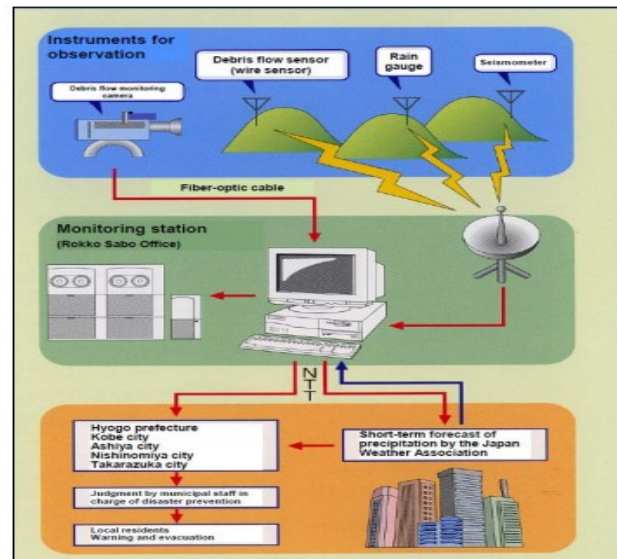 Instruments for
observation
Debris flow sensor
(wire sensor)
Rain
gauge
Seismometer
Debris flow monitoring
camera
Fiber-optic cable
Monitoring station
(Rokko Sabo Office)
NTT
Hyogo prefecture
Kobe city
Ashiya city
Nishinomiya city
Takarazuka city
Short-term forecast of
precipitation by the Japan
Weather Association
Judgment by municipal staff in
charge of disaster prevention
Local residents
Warning and evacuation